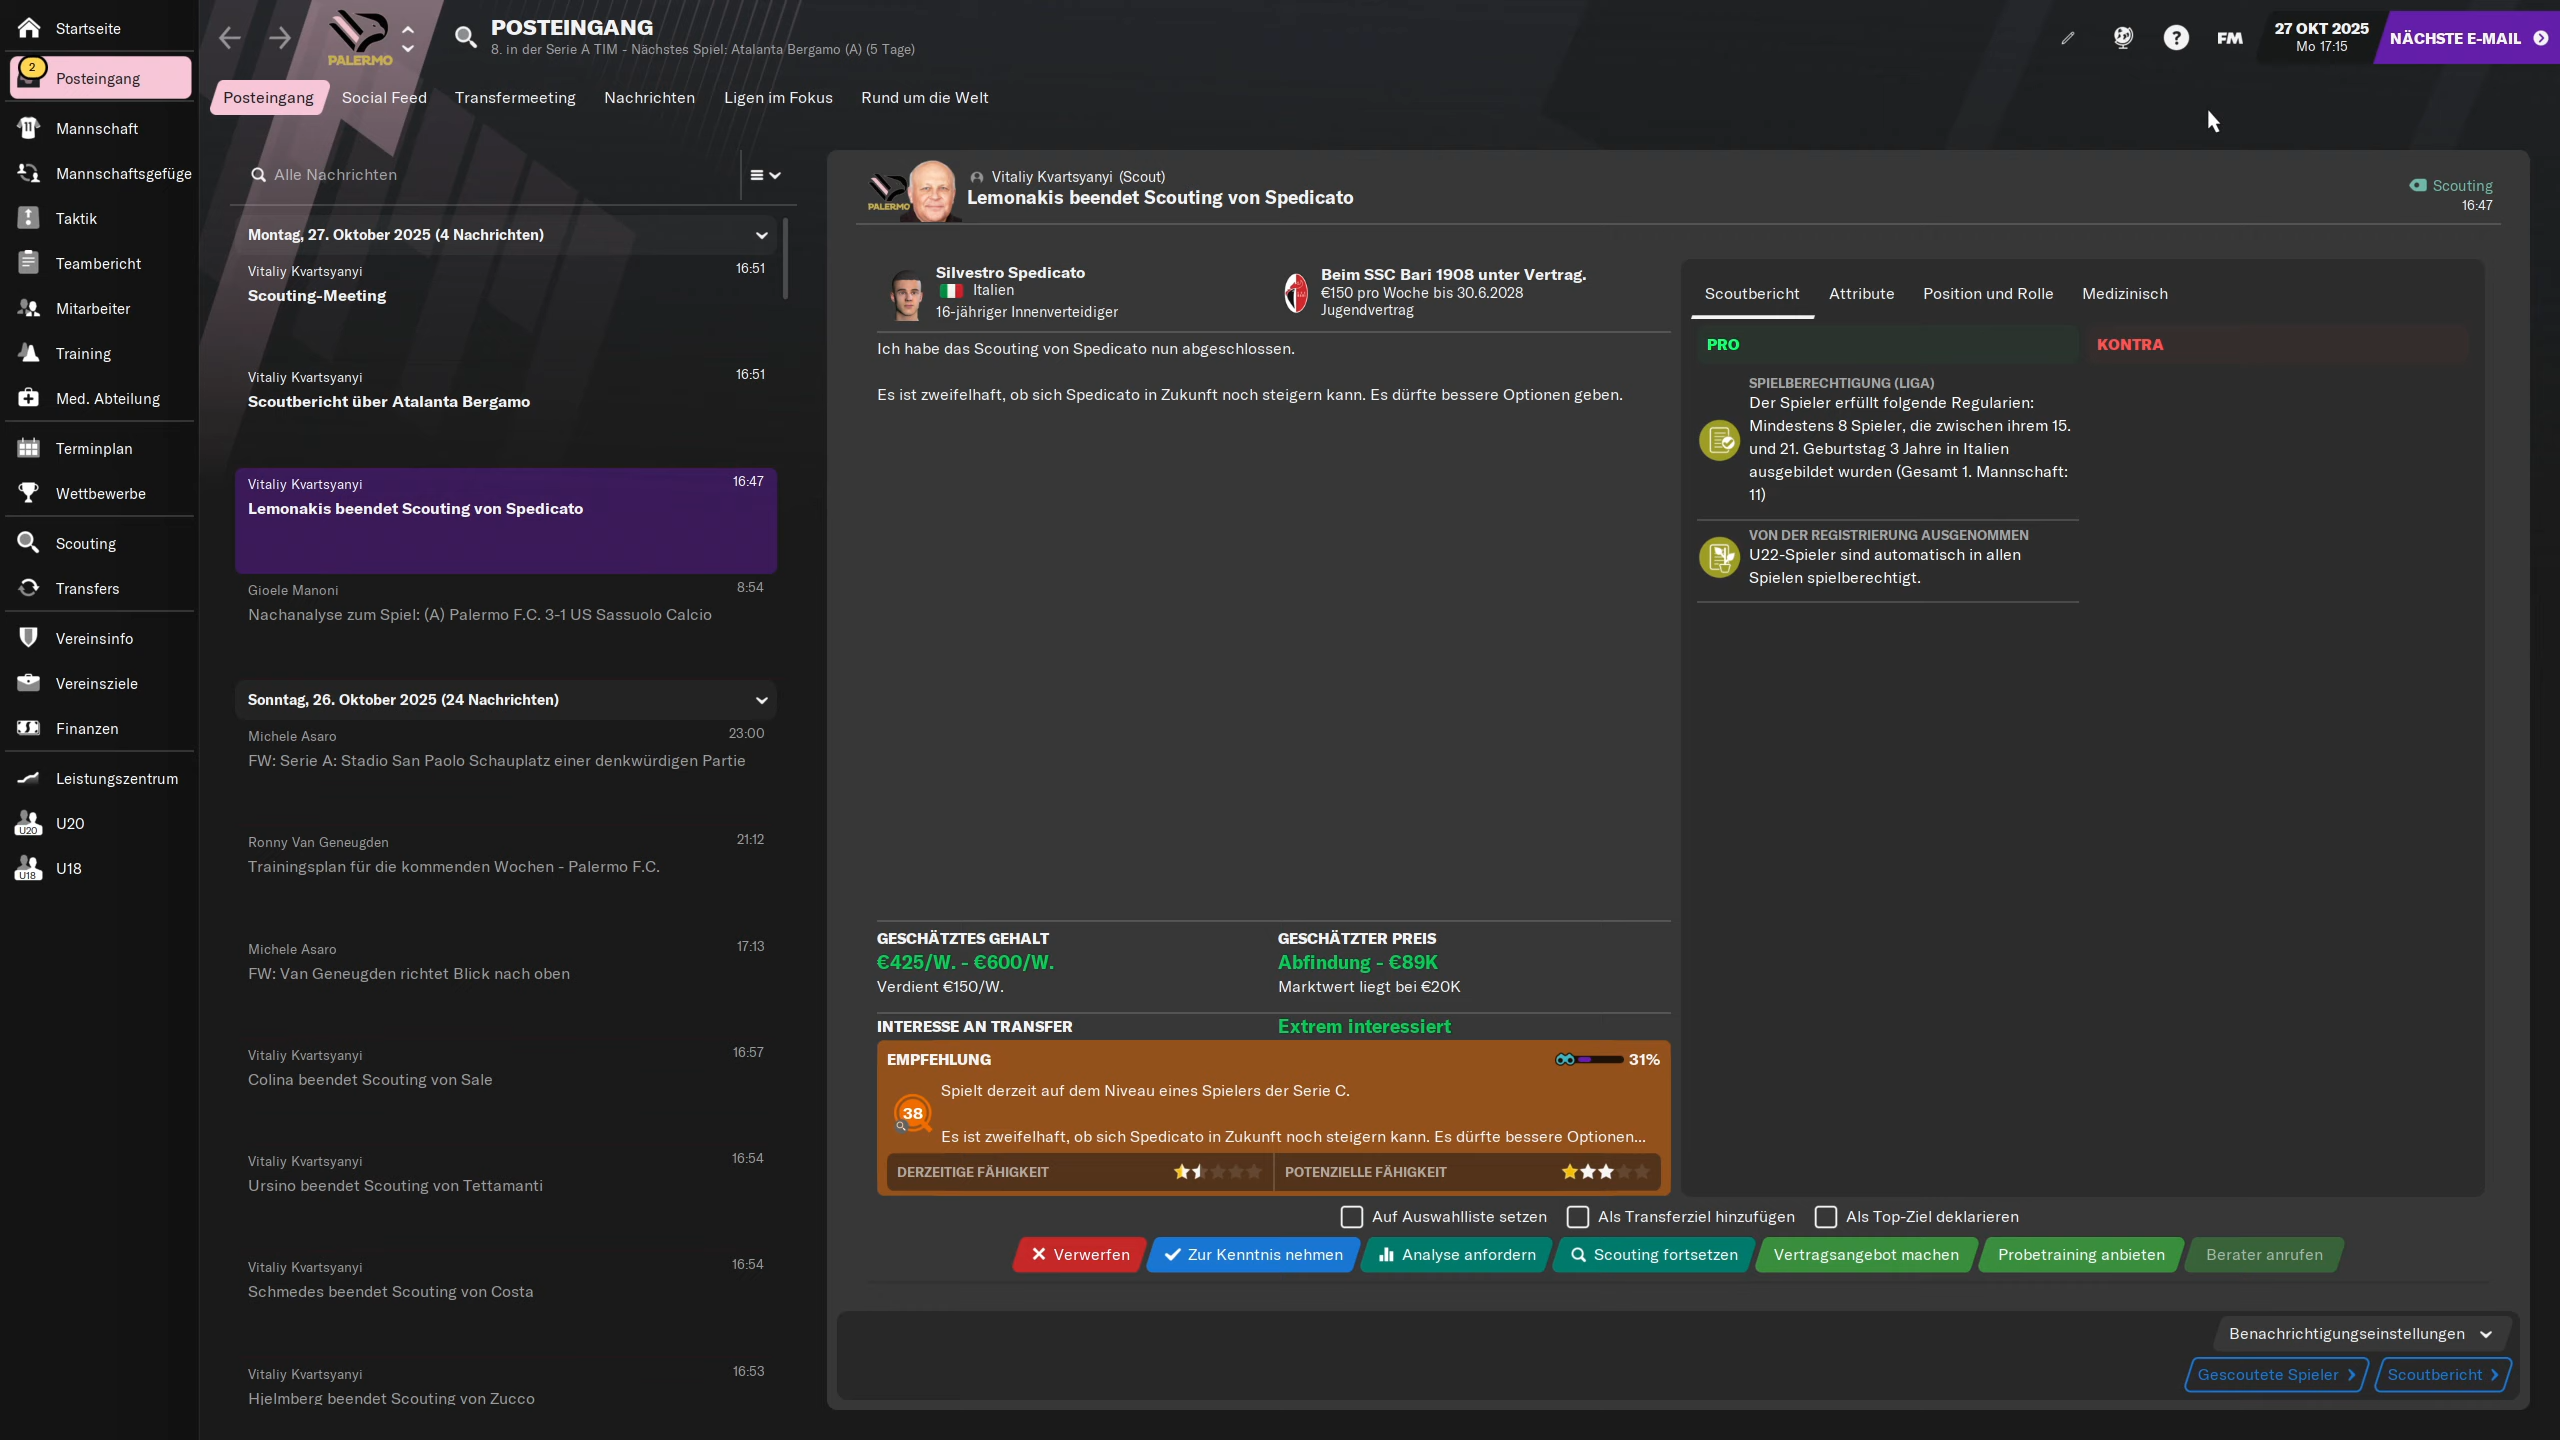 Startseite
2
Posteingang
Mannschaft
Mannschaftsgefüge
Taktik
Teambericht
Mitarbeiter
Training
Med. Abteilung
Terminplan
Wettbewerbe
Scouting
Transfers
Vereinsinfo
Vereinsziele
Finanzen
Leistungszentrum
U20
U20
U18
U18
PALERMO
POSTEINGANG
8. in der Serie A TIM - Nächstes Spiel: Atalanta Bergamo (A) (5 Tage)
FM
27 OKT 2025
Mo 17:15
NÄCHSTE E-MAIL
Posteingang Social Feed Transfermeeting Nachrichten Ligen im Fokus Rund um die Welt
Alle Nachrichten
Montag, 27. Oktober 2025 (4 Nachrichten)
Vitaliy Kvartsyanyi 16:51
Scouting-Meeting
Vitaliy Kvartsyanyi 16:51
Scoutbericht über Atalanta Bergamo
Vitaliy Kvartsyanyi 16:47
Lemonakis beendet Scouting von Spedicato
Gioele Manoni 8:54
Nachanalyse zum Spiel: (A) Palermo F.C. 3-1 US Sassuolo Calcio
Sonntag, 26. Oktober 2025 (24 Nachrichten)
Michele Asaro 23:00
FW: Serie A: Stadio San Paolo Schauplatz einer denkwürdigen Partie
Ronny Van Geneugden 21:12
Trainingsplan für die kommenden Wochen - Palermo F.C.
Michele Asaro 17:13
FW: Van Geneugden richtet Blick nach oben
Vitaliy Kvartsyanyi 16:57
Colina beendet Scouting von Sale
Vitaliy Kvartsyanyi 16:54
Ursino beendet Scouting von Tettamanti
Vitaliy Kvartsyanyi 16:54
Schmedes beendet Scouting von Costa
Vitaliy Kvartsyanyi 16:53
Hjelmberg beendet Scouting von Zucco
PALERMO
Vitaliy Kvartsyanyi (Scout)
Lemonakis beendet Scouting von Spedicato
Scouting
16:47
Silvestro Spedicato
Italien
16-jähriger Innenverteidiger
Beim SSC Bari 1908 unter Vertrag.
€150 pro Woche bis 30.6.2028
Jugendvertrag
Ich habe das Scouting von Spedicato nun abgeschlossen.
Es ist zweifelhaft, ob sich Spedicato in Zukunft noch steigern kann. Es dürfte bessere Optionen geben.
GESCHÄTZTES GEHALT
€425/W. - €600/W.
Verdient €150/W.
GESCHÄTZTER PREIS
Abfindung - €89K
Marktwert liegt bei €20K
INTERESSE AN TRANSFER Extrem interessiert
EMPFEHLUNG 31%
Spielt derzeit auf dem Niveau eines Spielers der Serie C.
38
Es ist zweifelhaft, ob sich Spedicato in Zukunft noch steigern kann. Es dürfte bessere Optionen...
DERZEITIGE FÄHIGKEIT POTENZIELLE FÄHIGKEIT
Scoutbericht Attribute Position und Rolle Medizinisch
PRO KONTRA
SPIELBERECHTIGUNG (LIGA)
Der Spieler erfüllt folgende Regularien:
Mindestens 8 Spieler, die zwischen ihrem 15.
und 21. Geburtstag 3 Jahre in Italien
ausgebildet wurden (Gesamt 1. Mannschaft:
11)
VON DER REGISTRIERUNG AUSGENOMMEN
U22-Spieler sind automatisch in allen
Spielen spielberechtigt.
Auf Auswahlliste setzen Als Transferziel hinzufügen Als Top-Ziel deklarieren
Verwerfen Zur Kenntnis nehmen Analyse anfordern Scouting fortsetzen Vertragsangebot machen Probetraining anbieten Berater anrufen
Benachrichtigungseinstellungen
Gescoutete Spieler Scoutbericht